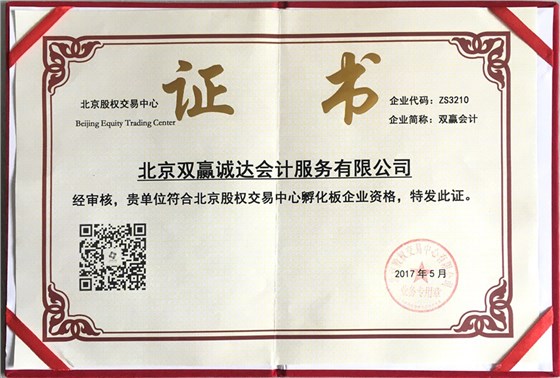 证 书
北京股权交易中心
Beijing Equity Trading Center
企业代码：ZS3210
企业简称：双赢会计
北京双赢诚达会计服务有限公司
经审核，贵单位符合北京股权交易中心孵化板企业资格，特发此证。
2017年5月